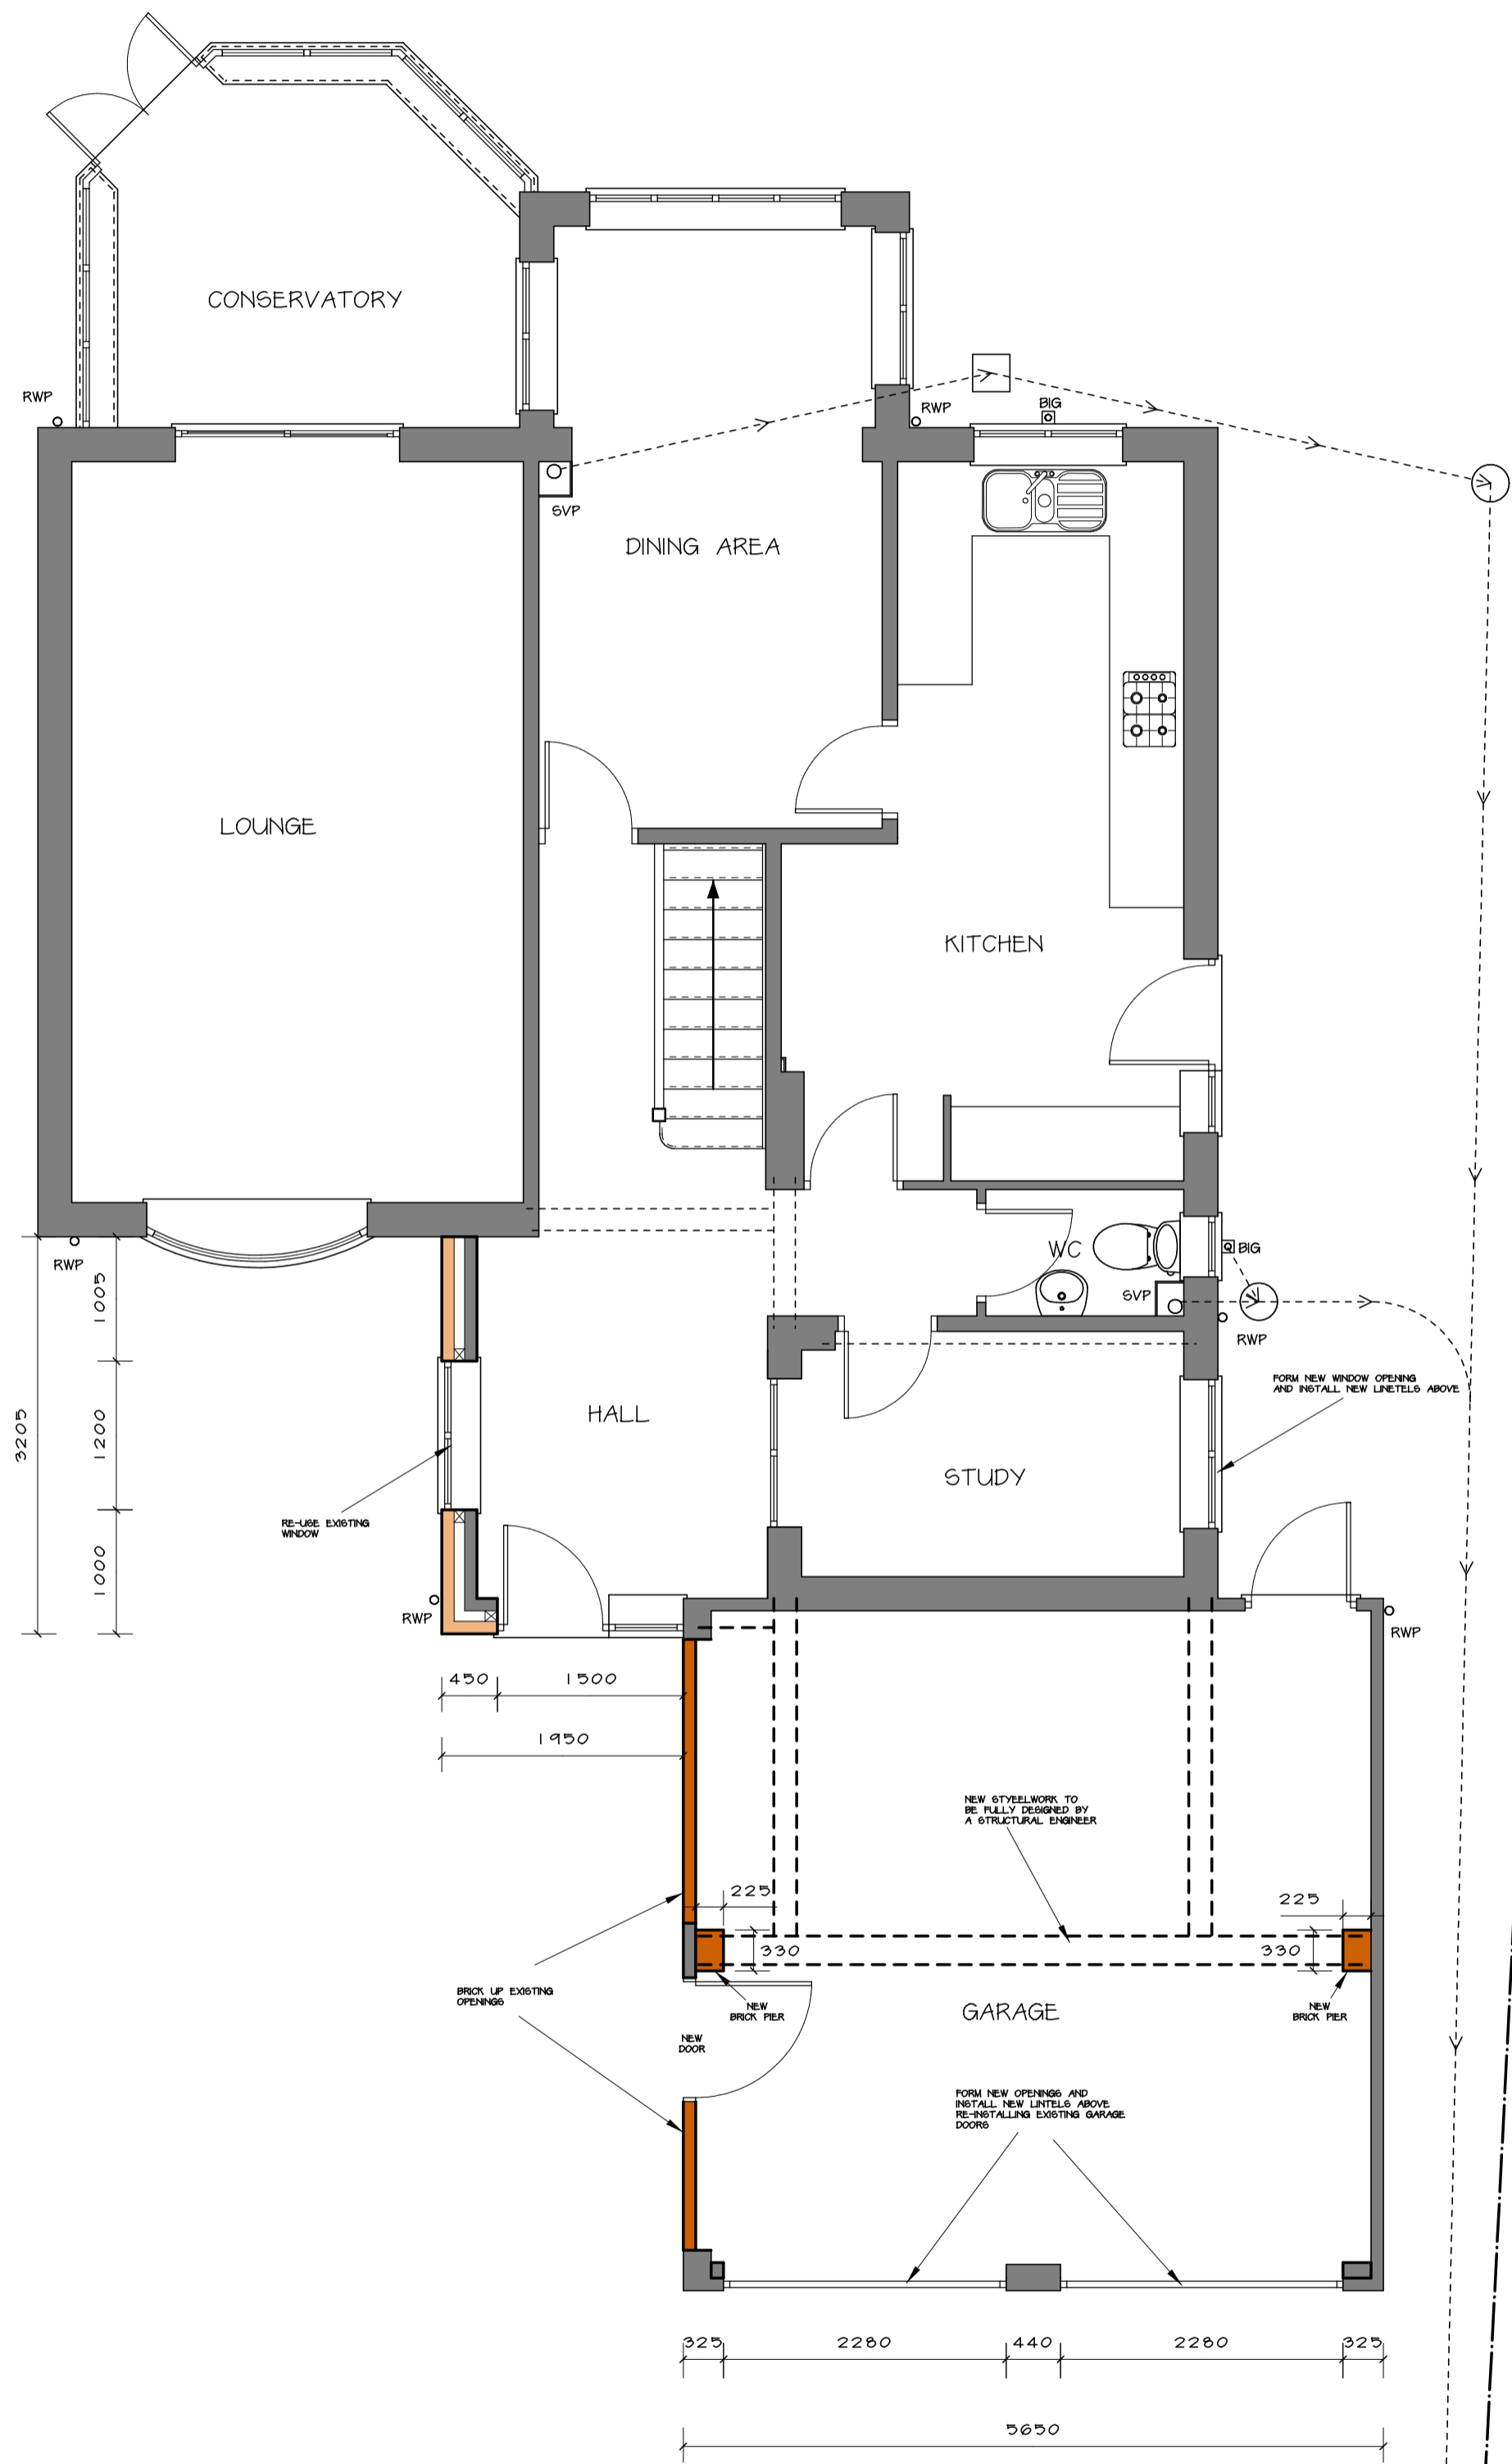 CONSERVATORY
RWP
RWP
BIG
SVP
DINING AREA
LOUNGE
KITCHEN
RWP
WC
BIG
SVP
RWP
1005
1200
1000
3205
HALL
STUDY
FORM NEW WINDOW OPENING
AND INSTALL NEW LINETELS ABOVE
RE-USE EXISTING
WINDOW
RWP
RWP
450
1500
1950
NEW STYEELWORK TO
BE FULLY DESIGNED BY
A STRUCTURAL ENGINEER
225
225
330
330
BRICK UP EXISTING
OPENINGS
NEW
BRICK PIER
GARAGE
NEW
BRICK PIER
NEW
DOOR
FORM NEW OPENINGS AND
INSTALL NEW LINTELS ABOVE
RE-INSTALLING EXISTING GARAGE
DOORS
325
2280
440
2280
325
5650